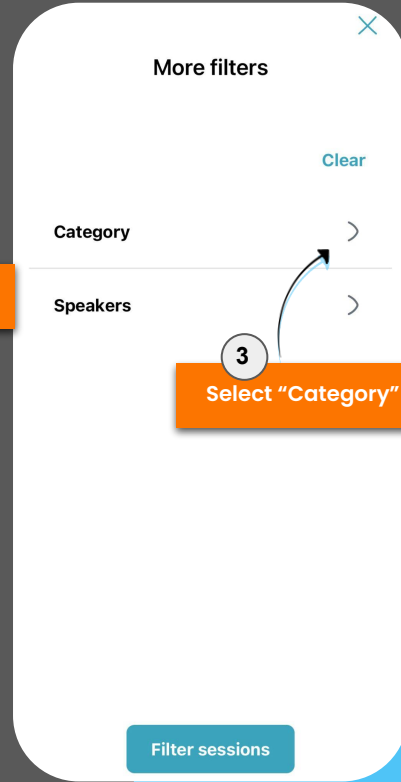 More filters
Clear
Category
Speakers
3
Select “Category”
Filter sessions